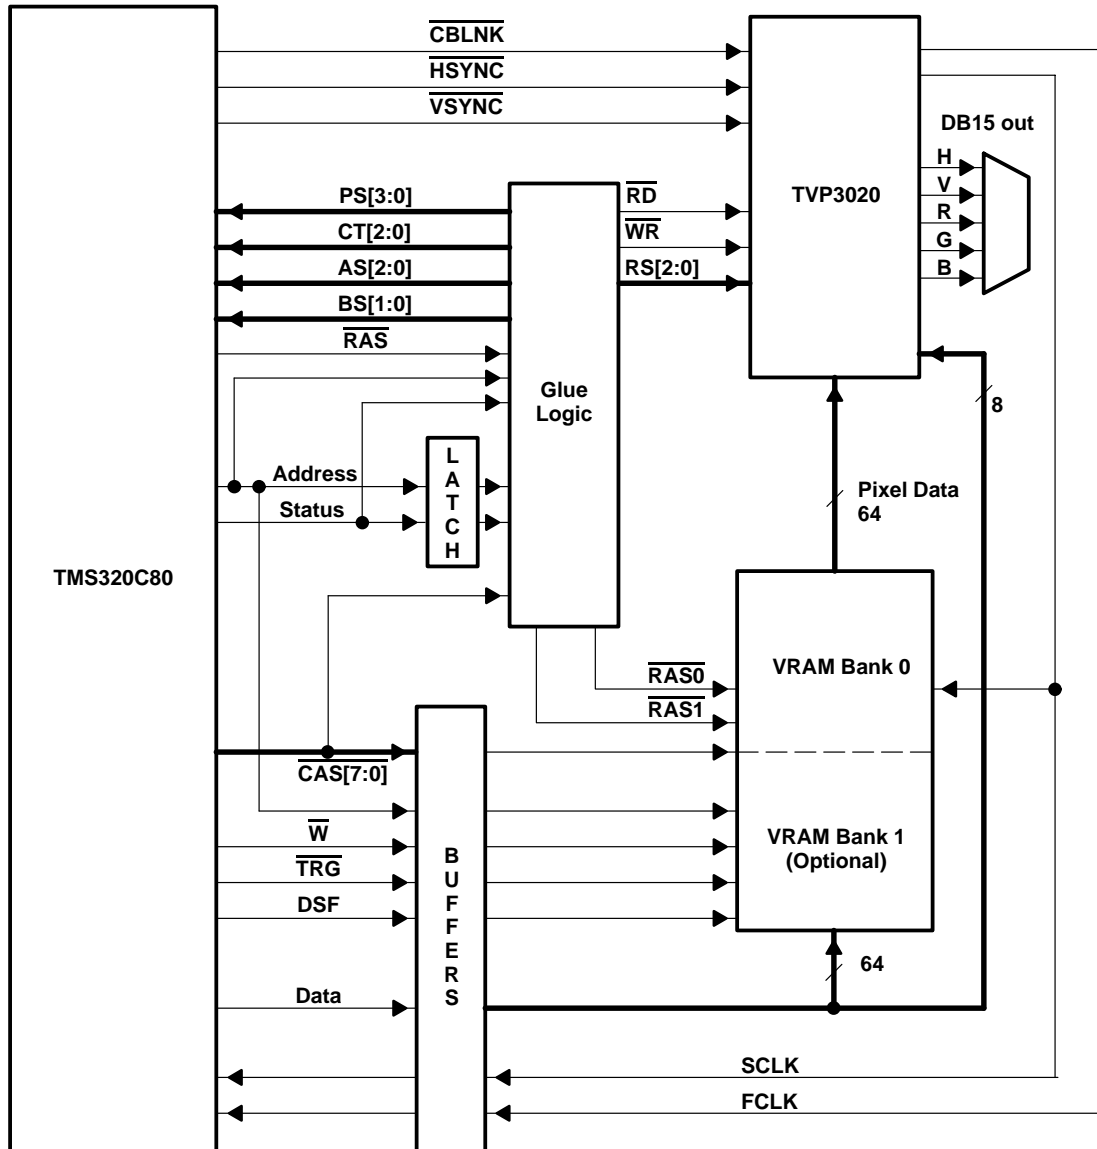 CBLNK
HSYNC
VSYNC
DB15 out
H
V
R
G
B
TVP3020
PS[3:0]
CT[2:0]
AS[2:0]
BS[1:0]
RAS
RD
WR
RS[2:0]
Glue
Logic
8
Address
Status
LATCH
Pixel Data
64
TMS320C80
RAS0
RAS1
VRAM Bank 0
CAS[7:0]
W
TRG
DSF
Data
BUFFERS
VRAM Bank 1
(Optional)
64
SCLK
FCLK